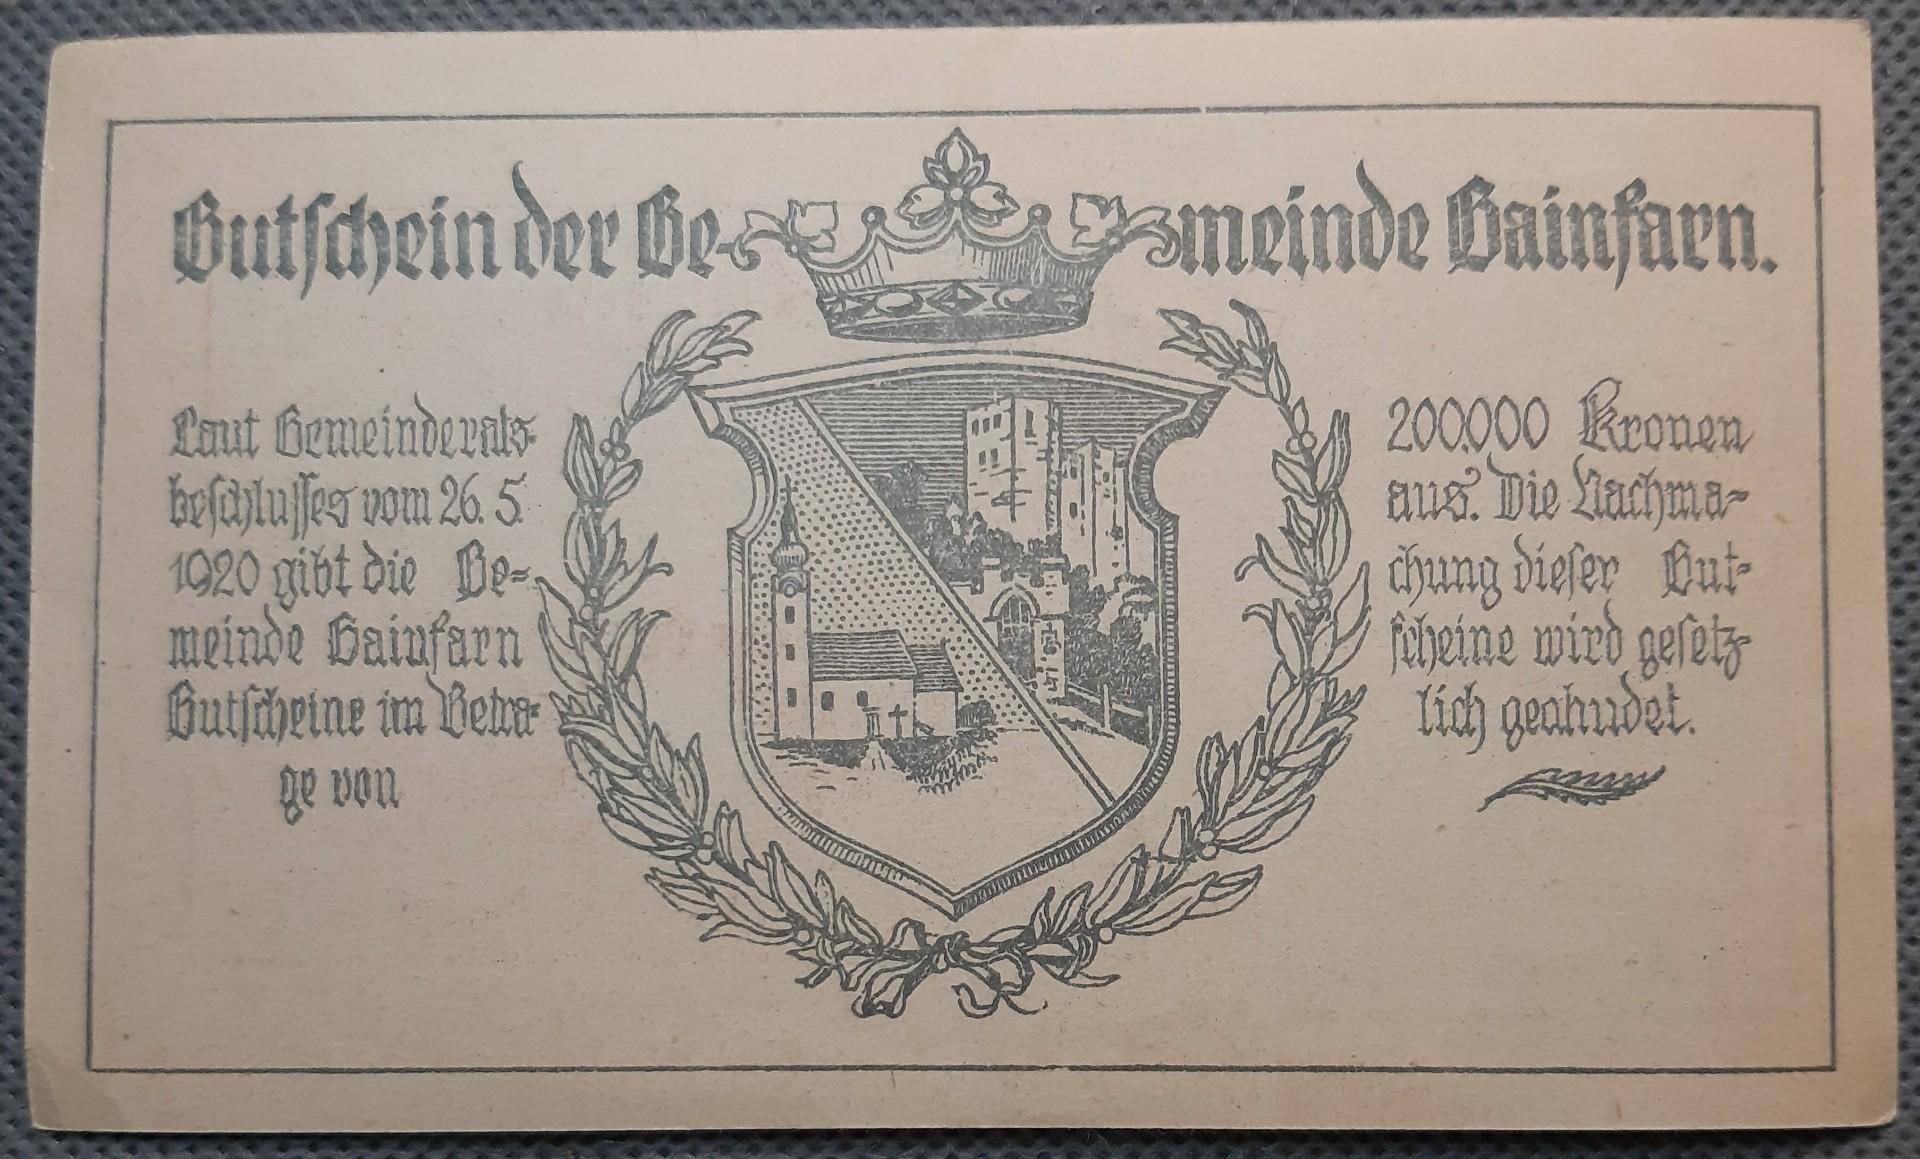 Gutschein der Ge-meinde Gainfarn.
Laut Gemeinderats-
beschlusses vom 26. 5.
1920 gibt die Ge-
meinde Gainfarn
Gutscheine im Betra-
ge von
200.000 Kronen
aus. Die Nachma-
chung dieser Gut-
scheine wird gesetz-
lich geahndet.